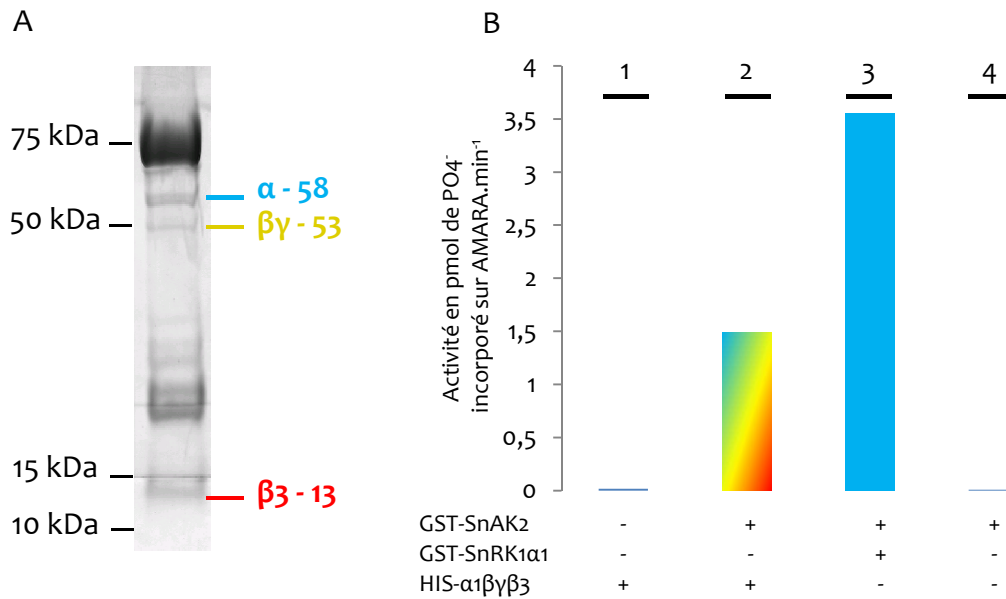 A
75 kDa
α - 58
50 kDa
βγ - 53
15 kDa
β3 - 13
10 kDa
B
Activité en pmol de PO4-
incorporé sur AMARA.min-1
4
3,5
3
2,5
2
1,5
1
0,5
0
1 2 3 4
GST-SnAK2 - + + +
GST-SnRK1α1 - - + -
HIS-α1βγβ3 + + - -